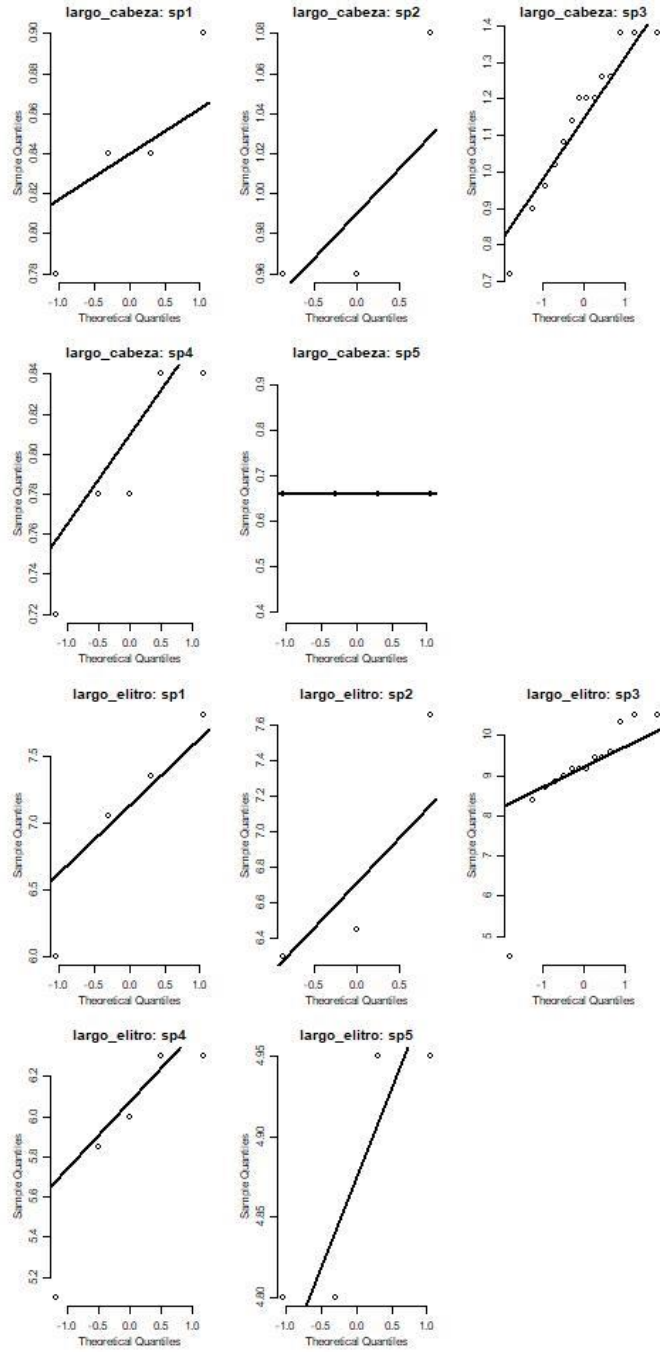 largo_cabeza: sp1
Sample Quantiles
0.78 0.80 0.82 0.84 0.86 0.88 0.90
-1.0 -0.5 0.0 0.5 1.0
Theoretical Quantiles
largo_cabeza: sp2
Sample Quantiles
0.96 0.98 1.00 1.02 1.04 1.06 1.08
-0.5 0.0 0.5
Theoretical Quantiles
largo_cabeza: sp3
Sample Quantiles
0.7 0.8 0.9 1.0 1.1 1.2 1.3 1.4
-1 0 1
Theoretical Quantiles
largo_cabeza: sp4
Sample Quantiles
0.72 0.74 0.76 0.78 0.80 0.82 0.84
-1.0 -0.5 0.0 0.5 1.0
Theoretical Quantiles
largo_cabeza: sp5
Sample Quantiles
0.4 0.5 0.6 0.7 0.8 0.9
-1.0 -0.5 0.0 0.5 1.0
Theoretical Quantiles
largo_elitro: sp1
Sample Quantiles
6.0 6.5 7.0 7.5
-1.0 -0.5 0.0 0.5 1.0
Theoretical Quantiles
largo_elitro: sp2
Sample Quantiles
6.4 6.6 6.8 7.0 7.2 7.4 7.6
-0.5 0.0 0.5
Theoretical Quantiles
largo_elitro: sp3
Sample Quantiles
5 6 7 8 9 10
-1 0 1
Theoretical Quantiles
largo_elitro: sp4
Sample Quantiles
5.2 5.4 5.6 5.8 6.0 6.2
-1.0 -0.5 0.0 0.5 1.0
Theoretical Quantiles
largo_elitro: sp5
Sample Quantiles
4.80 4.85 4.90 4.95
-1.0 -0.5 0.0 0.5 1.0
Theoretical Quantiles